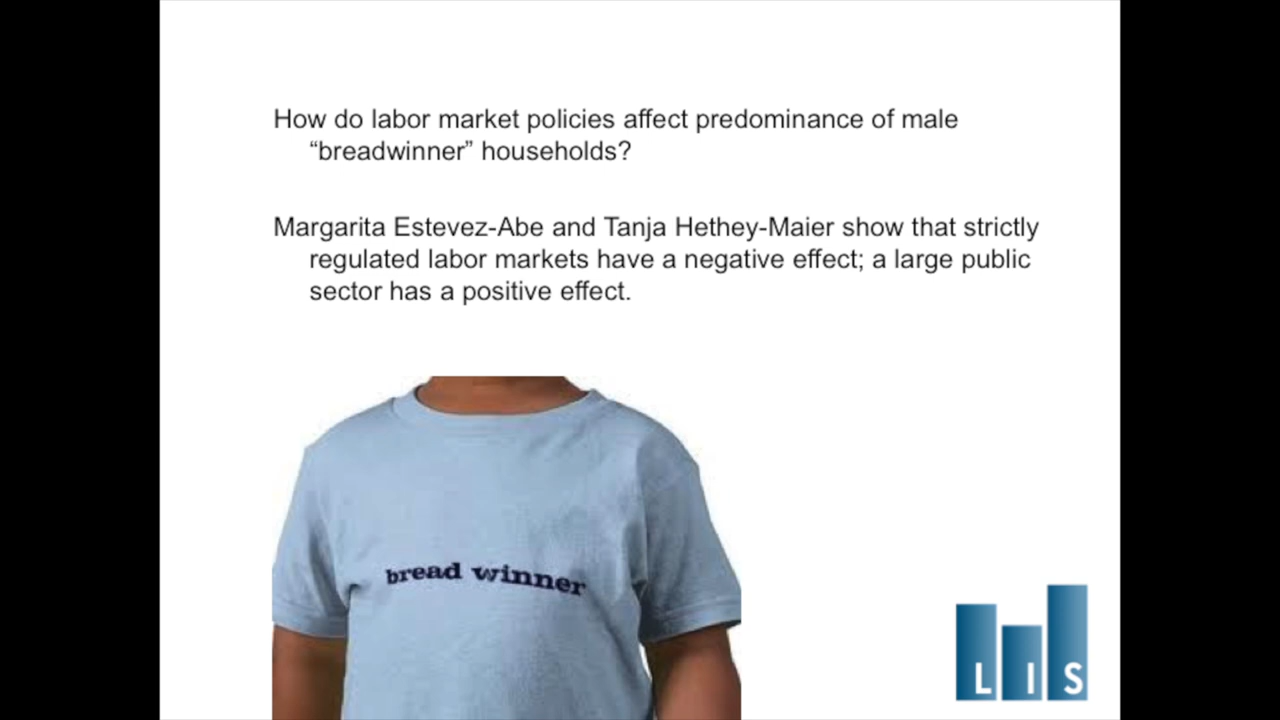 How do labor market policies affect predominance of male
“breadwinner” households?
Margarita Estevez-Abe and Tanja Hethey-Maier show that strictly
regulated labor markets have a negative effect; a large public
sector has a positive effect.
bread winner
LIS